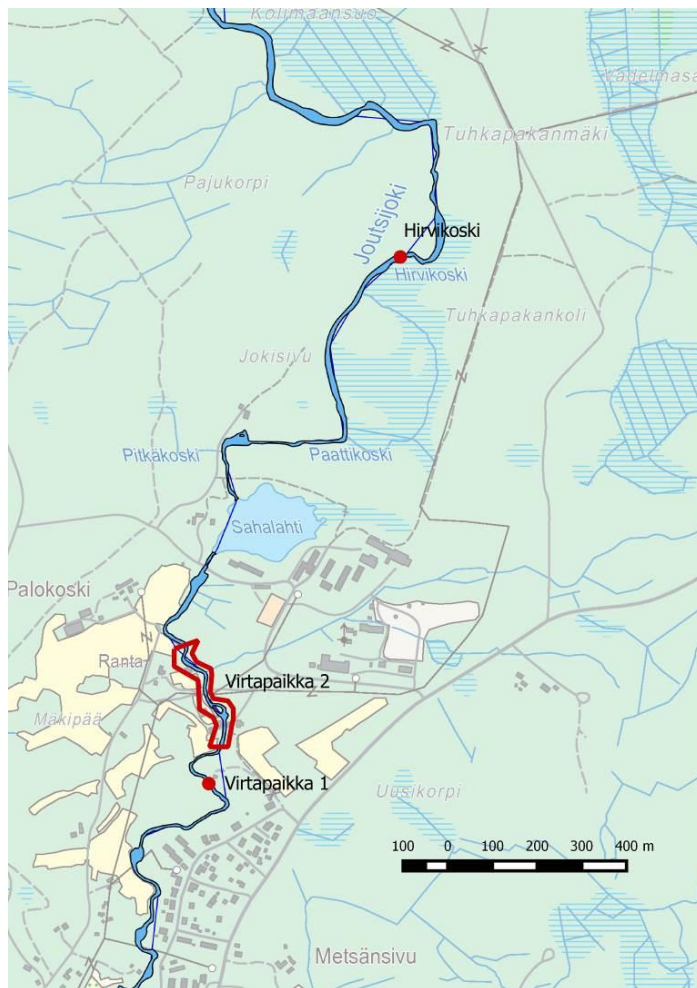 Kolimaansuo
Vadelmasa
Tuhkapakanmäki
Pajukorpi
Joutsijoki
Hirvikoski
Hirvikoski
Tuhkapakankoli
Jokisivu
Pitkäkoski
Paattikoski
Sahalahti
Palokoski
Ranta
Virtapaikka 2
Mäkipää
Virtapaikka 1
Uusikorpi
100 0 100 200 300 400 m
Metsänsivu